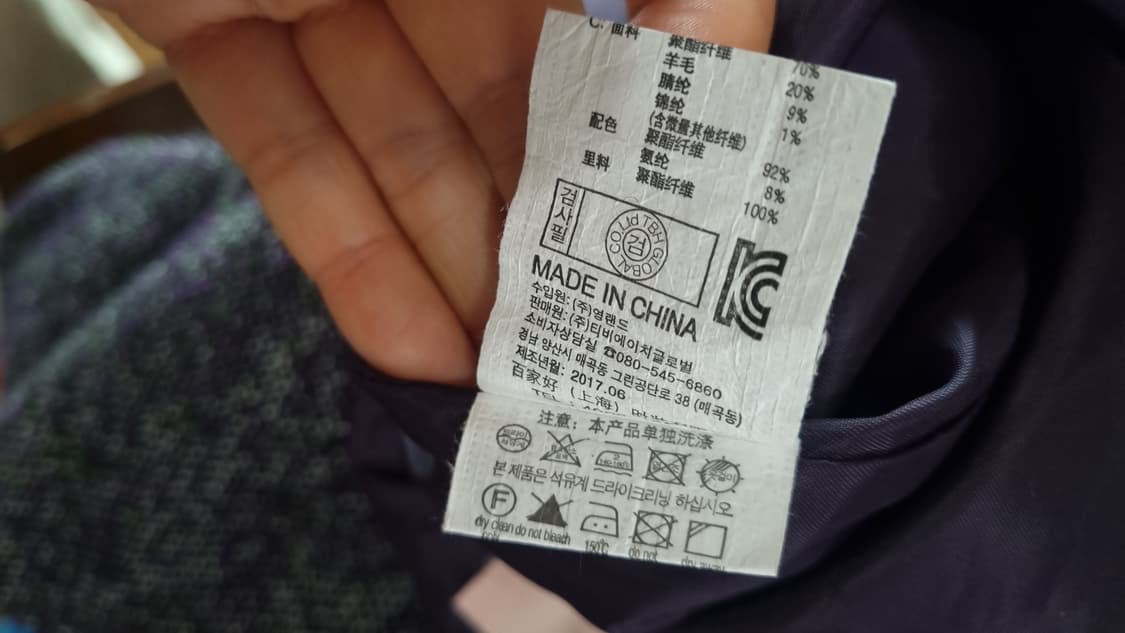 C. 面料 聚酯纤维 70%
羊毛 20%
腈纶 9%
锦纶 1%
(含微量其他纤维)
配色 聚酯纤维 92%
氨纶 8%
里料 聚酯纤维 100%
검사필
검
CO.,LTD TBH GLOBAL
MADE IN CHINA
수입원: (주)영랜드
판매원: (주)티비에이치글로벌
소비자상담실 ☎080-545-6860
경남 양산시 매곡동 그린공단로 38 (매곡동)
제조년월: 2017.06
百家好 (上海)
注意：本产品单独洗涤
드라이
본 제품은 석유계 드라이크리닝 하십시오
F
dry clean do not bleach 150℃ do not